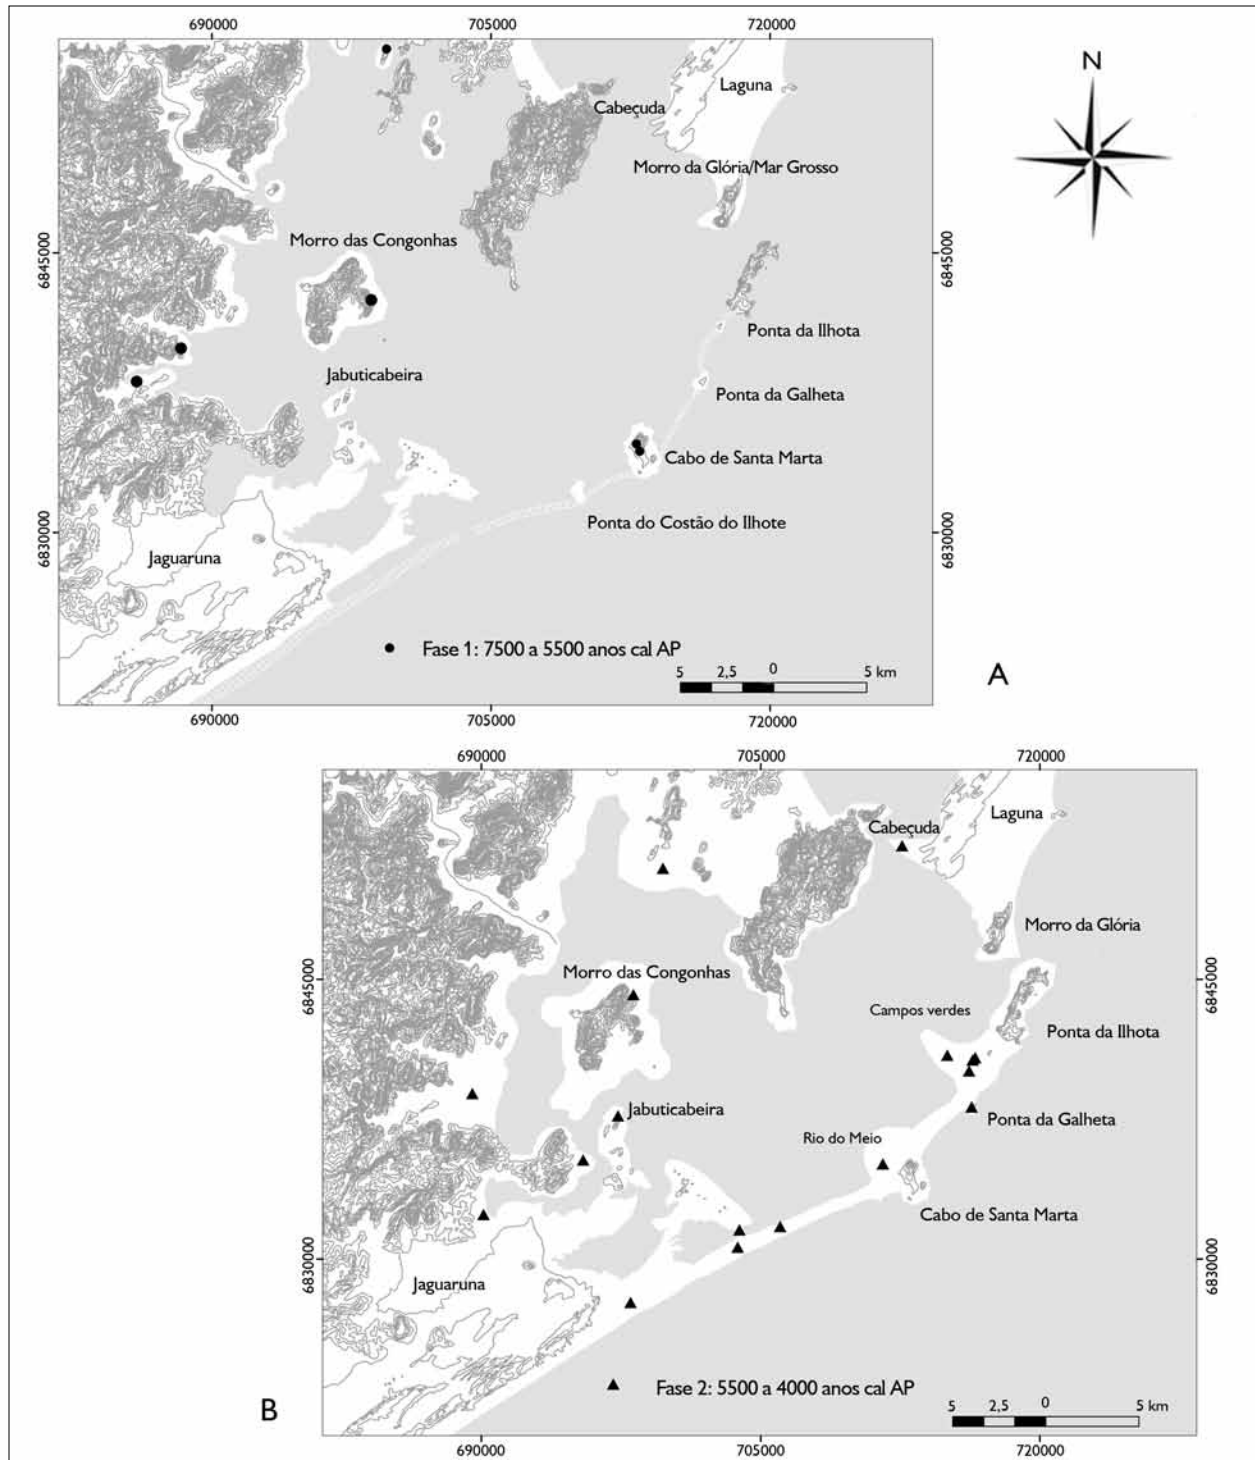 690000
705000
720000
N
Laguna
Cabeçuda
Morro da Glória/Mar Grosso
Morro das Congonhas
6845000
6845000
Ponta da Ilhota
Jabuticabeira
Ponta da Galheta
Cabo de Santa Marta
Ponta do Costão do Ilhote
6830000
6830000
Jaguaruna
Fase 1: 7500 a 5500 anos cal AP
5
2,5
0
5 km
A
690000
705000
720000
690000
705000
720000
Laguna
Cabeçuda
Morro da Glória
Morro das Congonhas
6845000
6845000
Campos verdes
Ponta da Ilhota
Jabuticabeira
Ponta da Galheta
Rio do Meio
Cabo de Santa Marta
6830000
6830000
Jaguaruna
Fase 2: 5500 a 4000 anos cal AP
5
2,5
0
5 km
B
690000
705000
720000